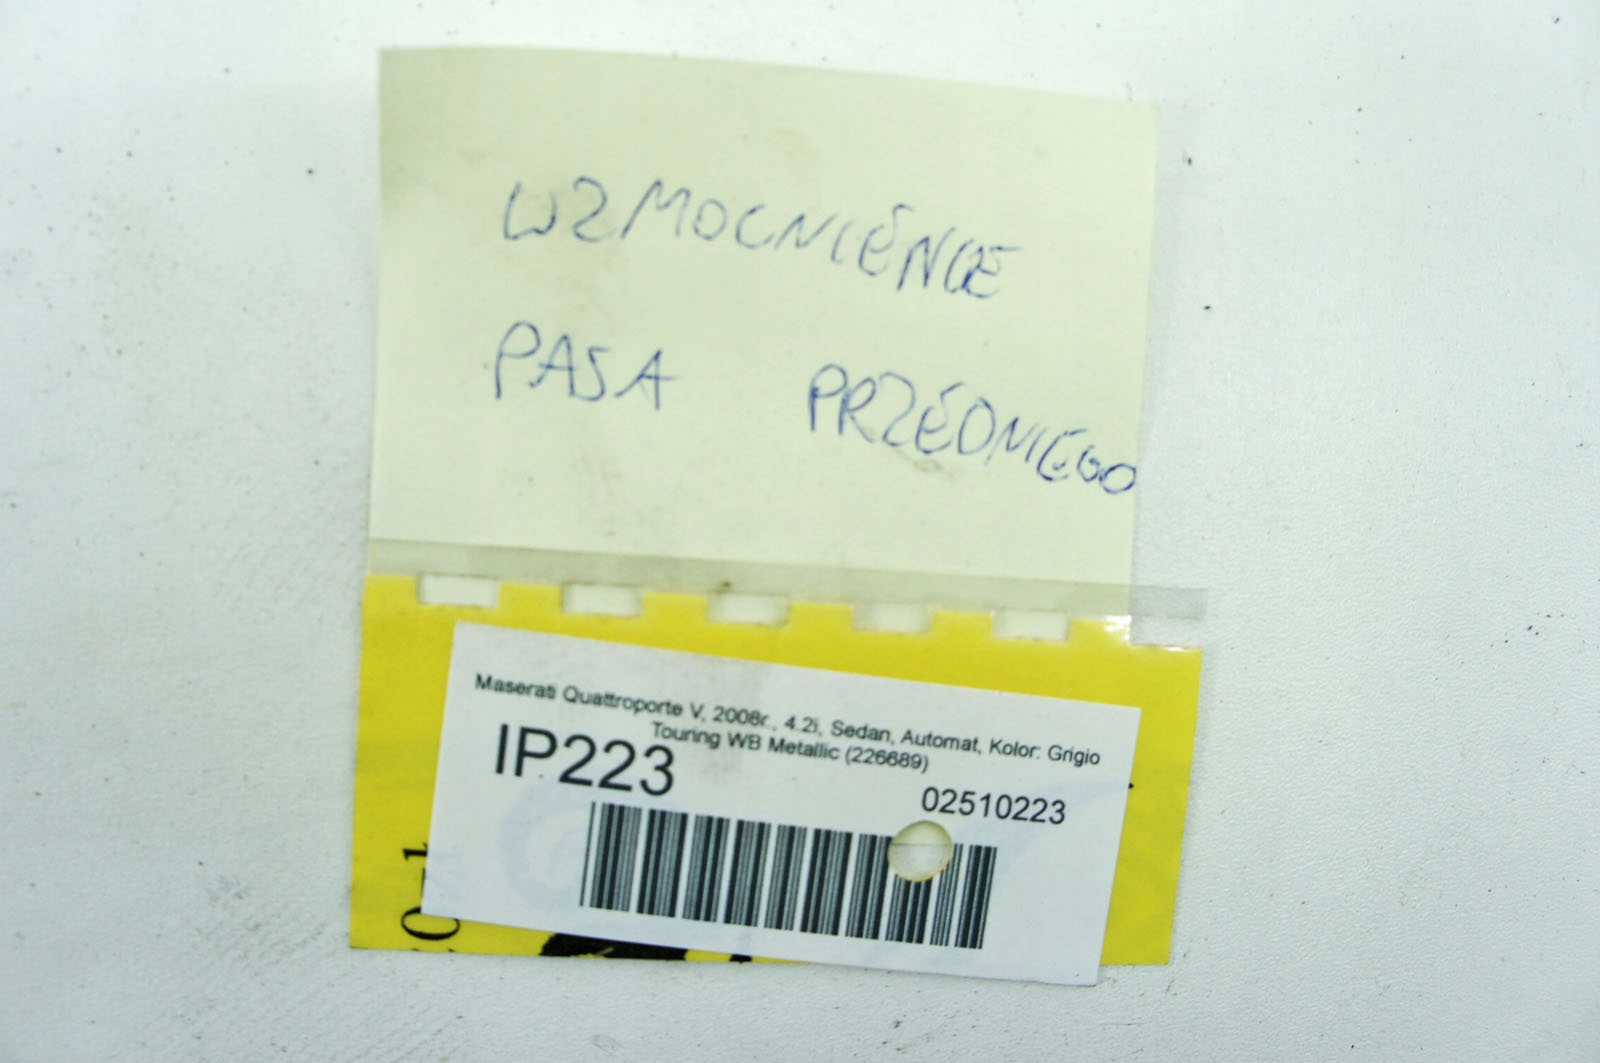 WZMOCNIENIE
PASA PRZEDNIEGO
Maserati Quattroporte V, 2008r., 4.2i, Sedan, Automat, Kolor: Grigio
Touring WB Metallic (226689)
IP223
02510223